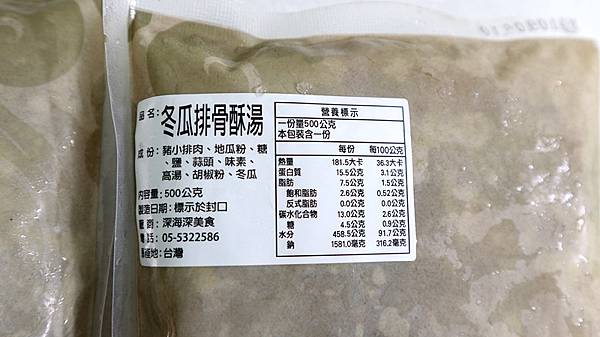 品名:冬瓜排骨酥湯
成份:豬小排肉、地瓜粉、糖
、鹽、蒜頭、味素、
高湯、胡椒粉、冬瓜
內容量:500公克
製造日期:標示於封口
商:深海深美食
話:05-5322586
產地:台灣
營養標示
一份量500公克
本包裝含一份
每份 每100公克
熱量 181.5大卡 36.3大卡
蛋白質 15.5公克 3.1公克
脂肪 7.5公克 1.5公克
飽和脂肪 2.6公克 0.52公克
反式脂肪 0.0公克 0.0公克
碳水化合物 13.0公克 2.6公克
糖 4.5公克 0.9公克
水分 458.5公克 91.7公克
鈉 1581.0毫克 316.2毫克